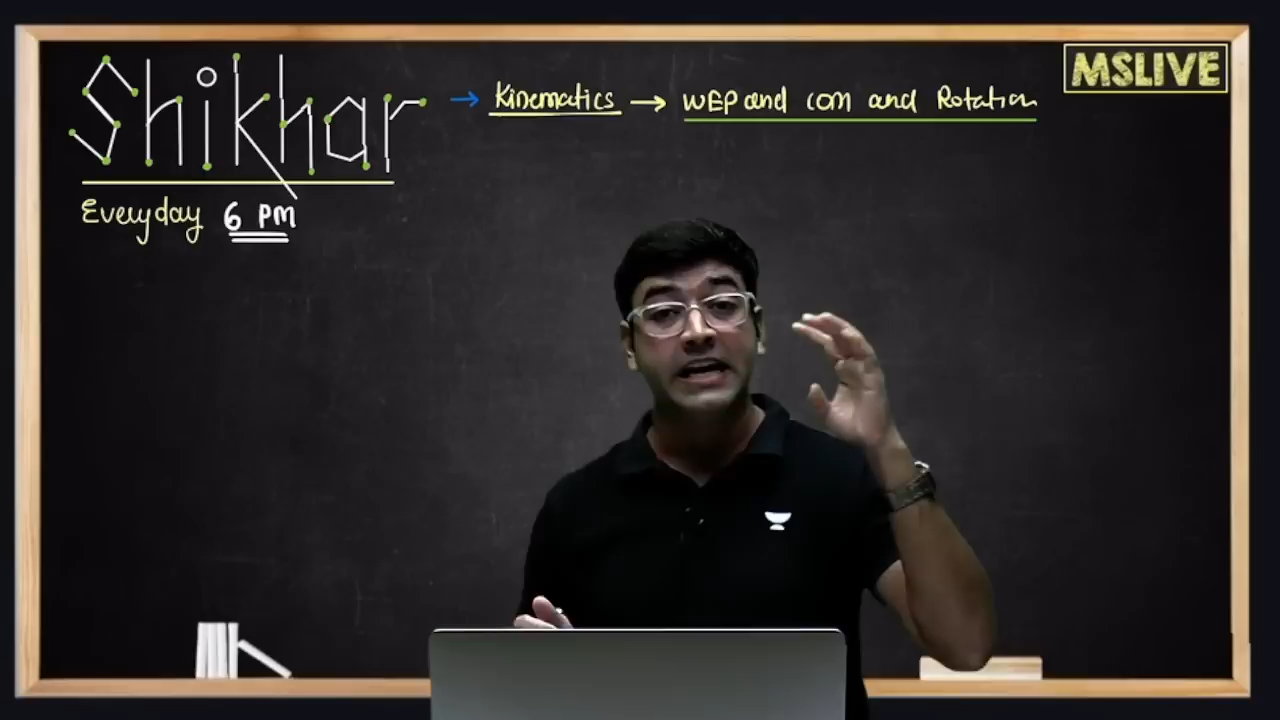 Shikhar → Kinematics → WEP and COM and Rotation
MSLIVE
Everyday 6 PM